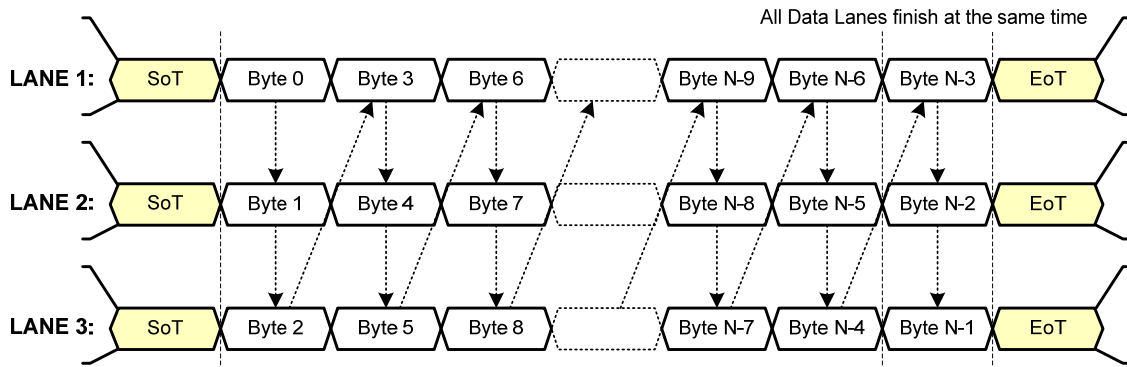 All Data Lanes finish at the same time
LANE 1: SoT Byte 0 Byte 3 Byte 6 Byte N-9 Byte N-6 Byte N-3 EoT
LANE 2: SoT Byte 1 Byte 4 Byte 7 Byte N-8 Byte N-5 Byte N-2 EoT
LANE 3: SoT Byte 2 Byte 5 Byte 8 Byte N-7 Byte N-4 Byte N-1 EoT